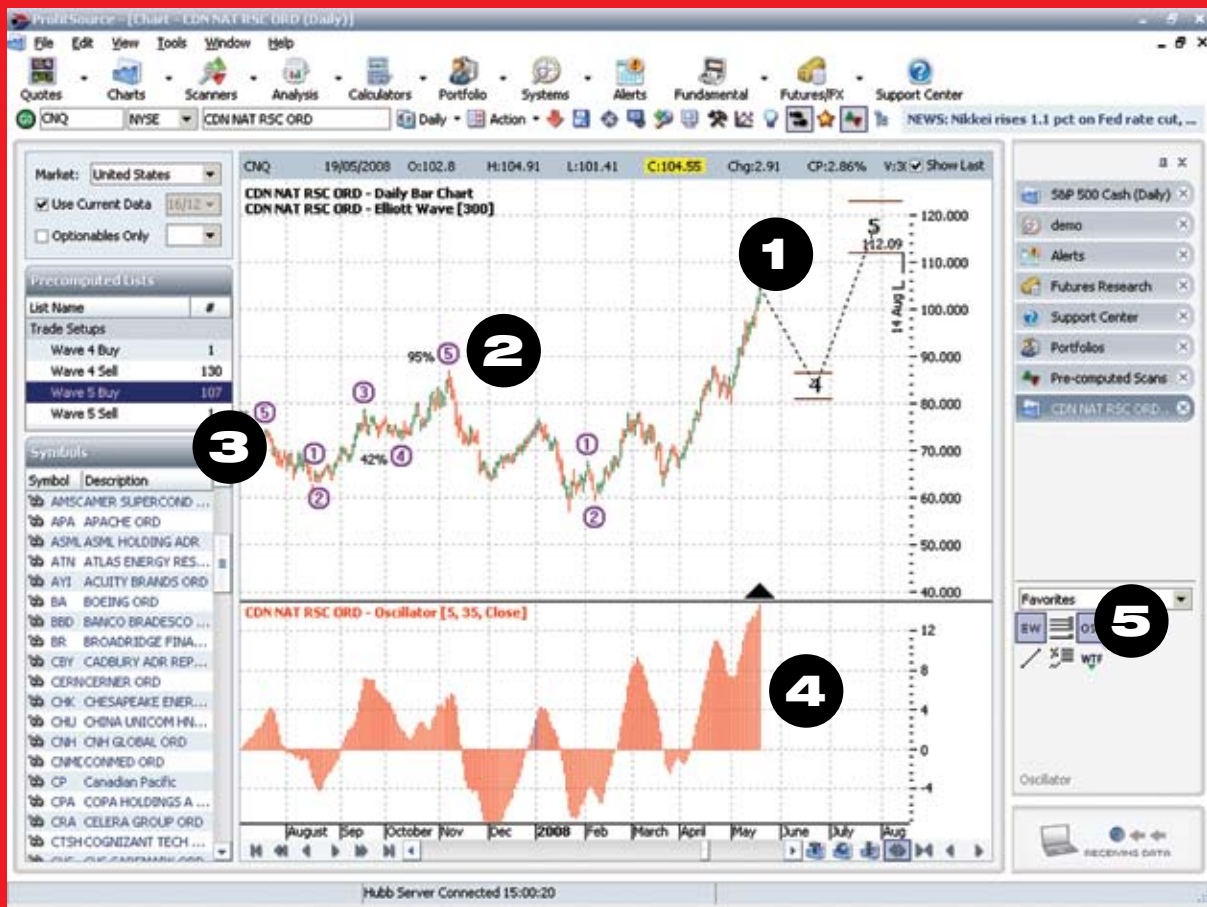 ProfitSource - [Chart - CDN NAT RSC ORD (Daily)]
File Edit View Tools Window Help
Quotes Charts Scanners Analysis Calculators Portfolio Systems Alerts Fundamental Futures/FX Support Center
CNQ NYSE CDN NAT RSC ORD Daily Action NEWS: Nikkei rises 1.1 pct on Fed rate cut, ...
Market: United States
Use Current Data 16/12
Optionables Only
Precomputed Lists
List Name #
Trade Setups
Wave 4 Buy 1
Wave 4 Sell 130
Wave 5 Buy 107
Wave 5 Sell
Symbols
Symbol Description
AMSC AMER SUPERCOND ...
APA APACHE ORD
ASML ASML HOLDING ADR
ATN ATLAS ENERGY RES...
AYI ACUITY BRANDS ORD
BA BOEING ORD
BBD BANCO BRADESCO ...
BR BROADRIDGE FINA...
CBY CADBURY ADR REP...
CERN CERNER ORD
CHK CHESAPEAKE ENER...
CHU CHINA UNICOM HN...
CNH CNH GLOBAL ORD
CNMD CONMED ORD
CP Canadian Pacific
CPA COPA HOLDINGS A ...
CRA CELERA GROUP ORD
CTSH COGNIZANT TECH ...
CNQ 19/05/2008 O:102.8 H:104.91 L:101.41 C:104.55 Chg:2.91 CP:2.86% Show Last
CDN NAT RSC ORD - Daily Bar Chart
CDN NAT RSC ORD - Elliott Wave [300]
120.000
110.000
100.000
90.000
80.000
70.000
60.000
50.000
40.000
5
112.09
14 Aug
4
1
2
3
95% 5
5
3
1
42% 4
2
1
2
CDN NAT RSC ORD - Oscillator [5, 35, Close]
12
8
4
0
-4
4
August Sep October Nov Dec 2008 Feb March April May June July Aug
S&P 500 Cash (Daily)
demo
Alerts
Futures Research
Support Center
Portfolios
Pre-computed Scans
CDN NAT RSC ORD...
Favorites
EW
WTF
5
Oscillator
RECEIVING DATA
Hubb Server Connected 15:00:20